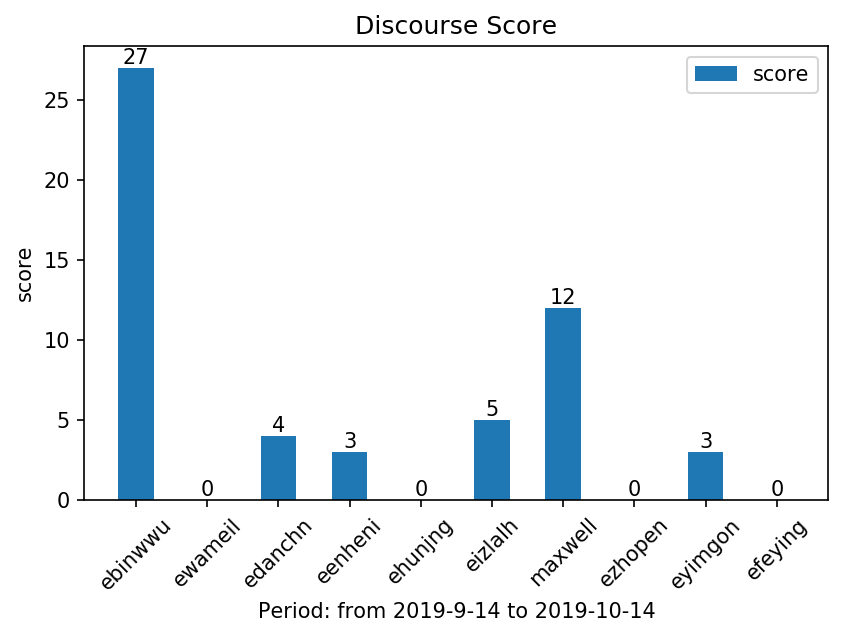 Discourse Score
score
27
0
4
3
0
5
12
0
3
0
25
20
15
10
5
0
score
ebinwwu
ewameil
edanchn
eenheni
ehunjng
eizlalh
maxwell
ezhopen
eyimgon
efeying
Period: from 2019-9-14 to 2019-10-14